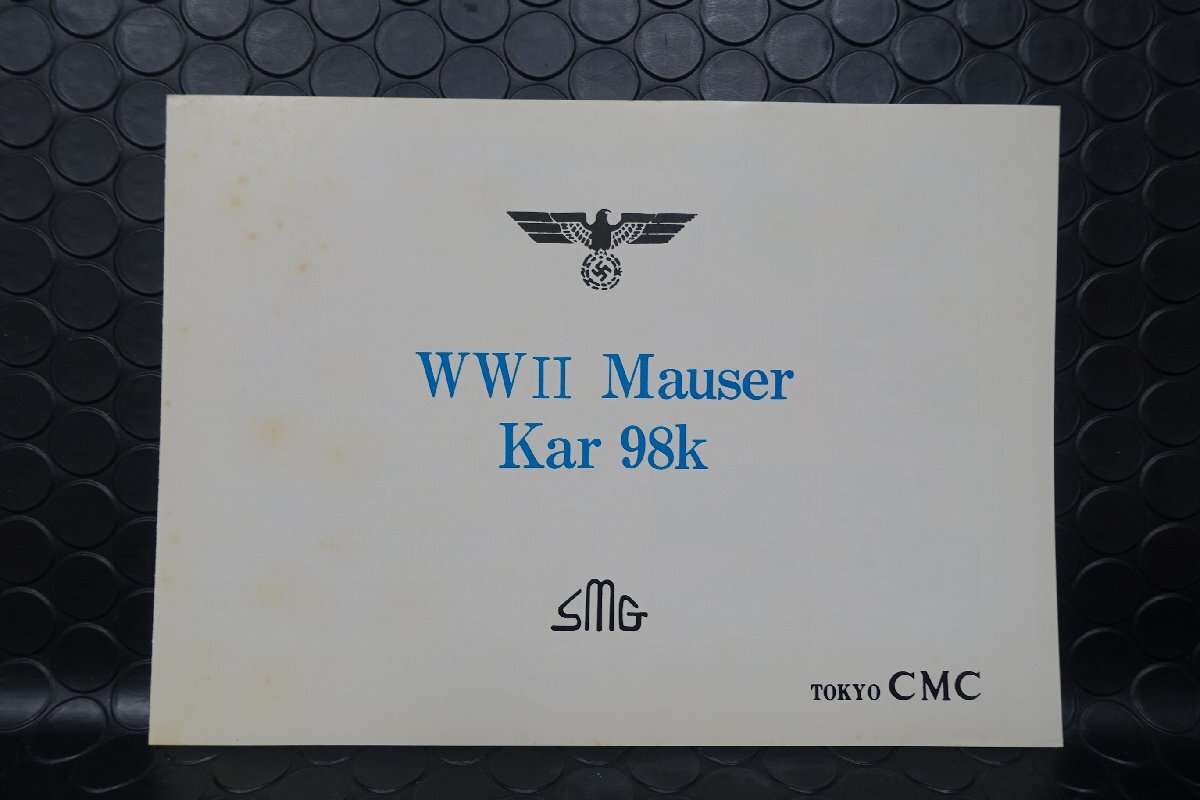 WWII Mauser
Kar 98k
SMG
TOKYO CMC